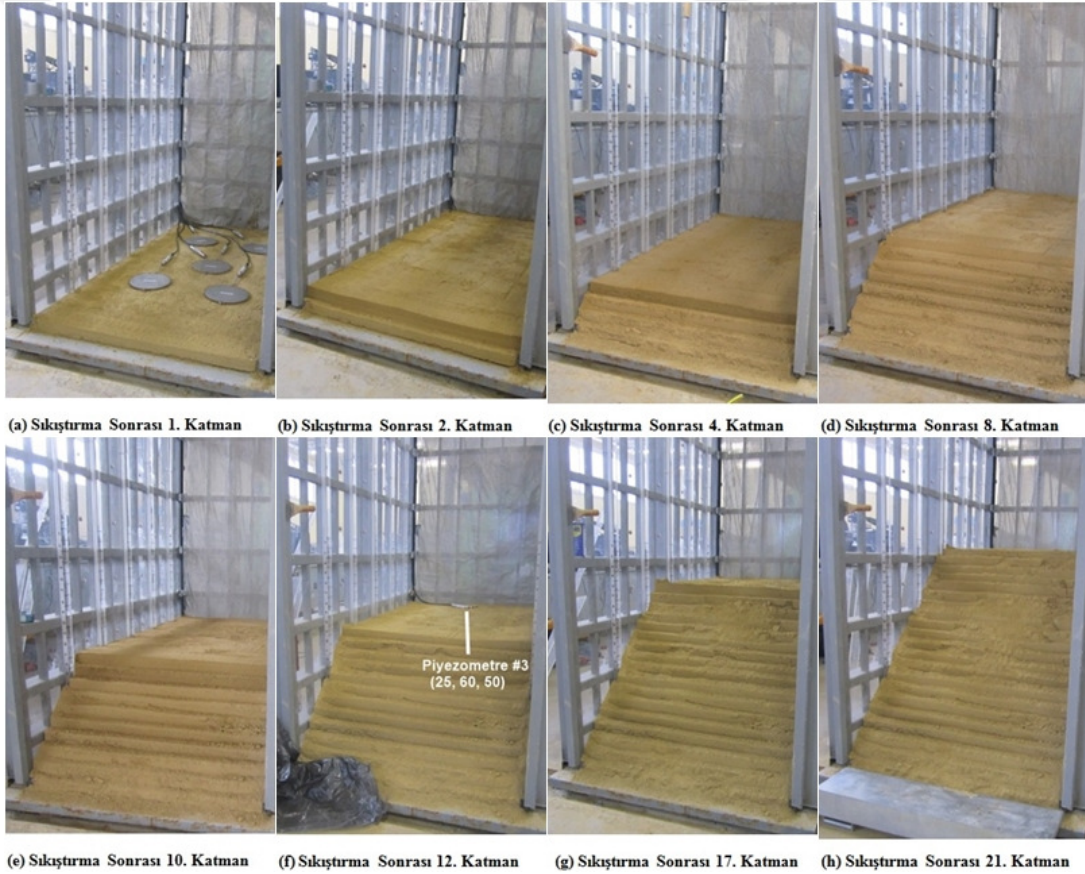 (a) Sıkıştırma Sonrası 1. Katman
(b) Sıkıştırma Sonrası 2. Katman
(c) Sıkıştırma Sonrası 4. Katman
(d) Sıkıştırma Sonrası 8. Katman
Piyezometre #3
(25, 60, 50)
(e) Sıkıştırma Sonrası 10. Katman
(f) Sıkıştırma Sonrası 12. Katman
(g) Sıkıştırma Sonrası 17. Katman
(h) Sıkıştırma Sonrası 21. Katman